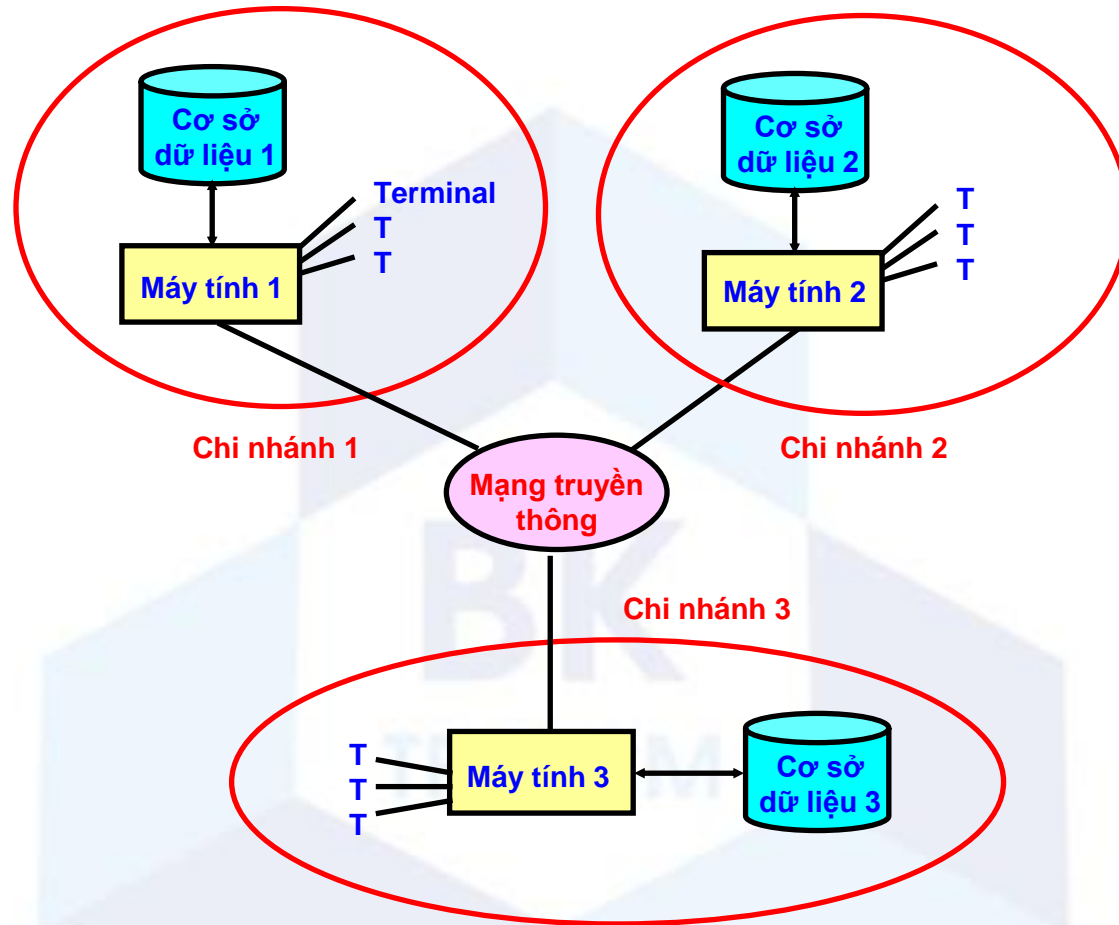 Cơ sở
dữ liệu 1
Terminal
T
T
Máy tính 1
Chi nhánh 1
Cơ sở
dữ liệu 2
T
T
T
Máy tính 2
Chi nhánh 2
Mạng truyền
thông
Chi nhánh 3
T
T
T
Máy tính 3
Cơ sở
dữ liệu 3
BK